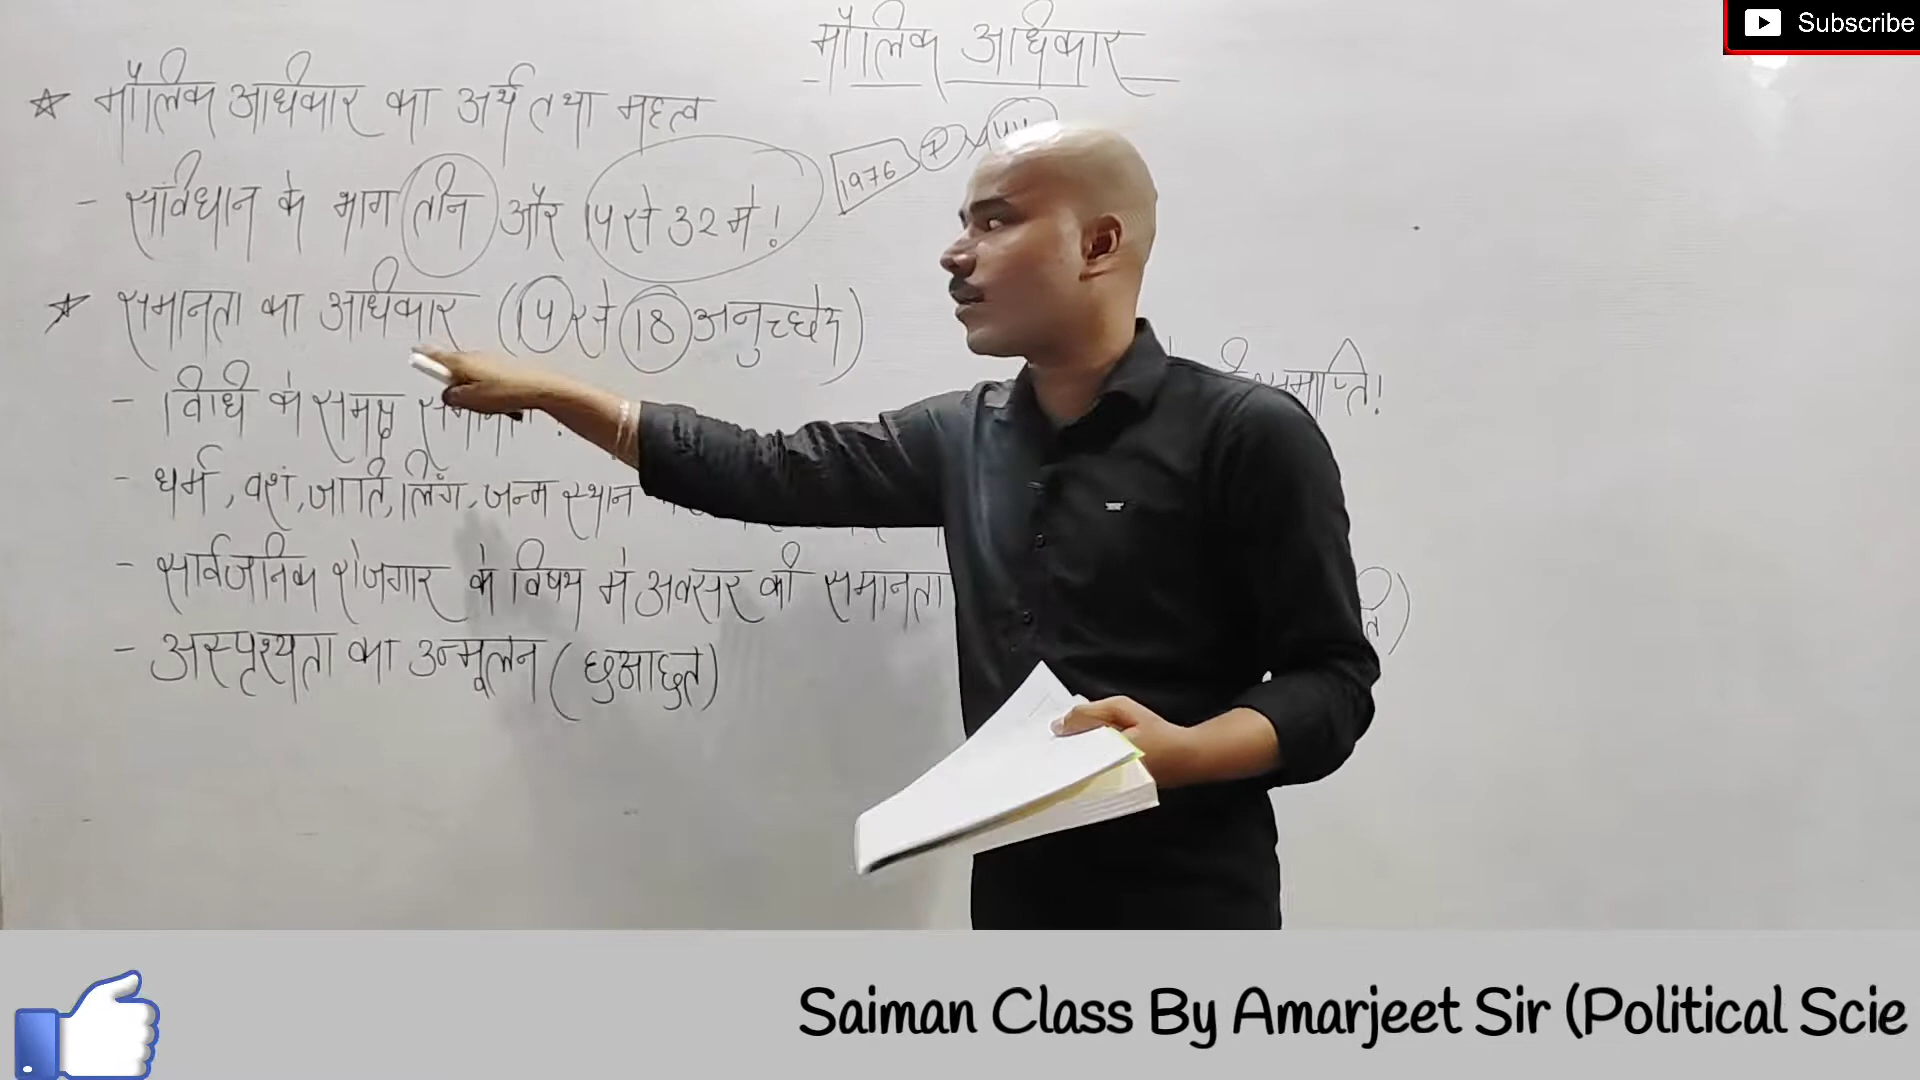 मौलिक अधिकार
Subscribe
☆ मौलिक अधिकार का अर्थ तथा महत्व
1976
- संविधान के भाग तीन और 14 से 32 में!
☆ समानता का अधिकार (14 से 18 अनुच्छेद)
- विधि के समक्ष
समाप्ति!
- धर्म, वंश, जाति, लिंग, जन्म स्थान
- सार्वजनिक रोजगार के विषय में अवसर की समानता
- अस्पृश्यता का उन्मूलन (छुआछुत)
Saiman Class By Amarjeet Sir (Political Scie